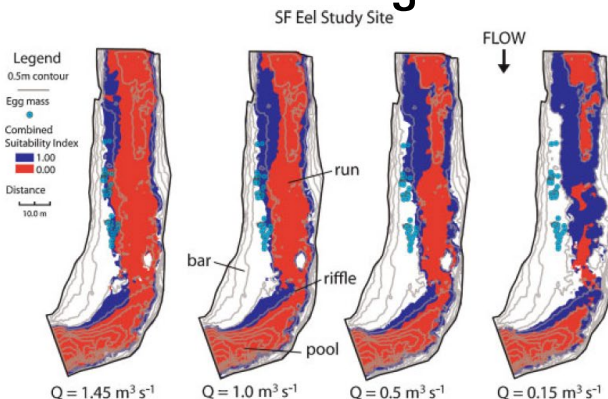 SF Eel Study Site
FLOW
Legend
0.5m contour
Egg mass
Combined
Suitability Index
1.00
0.00
Distance
10.0 m
run
bar
riffle
pool
Q = 1.45 m³ s⁻¹
Q = 1.0 m³ s⁻¹
Q = 0.5 m³ s⁻¹
Q = 0.15 m³ s⁻¹